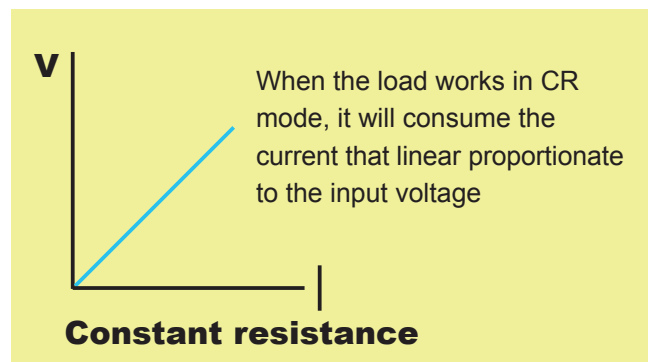 V
When the load works in CR
mode, it will consume the
current that linear proportionate
to the input voltage
I
Constant resistance